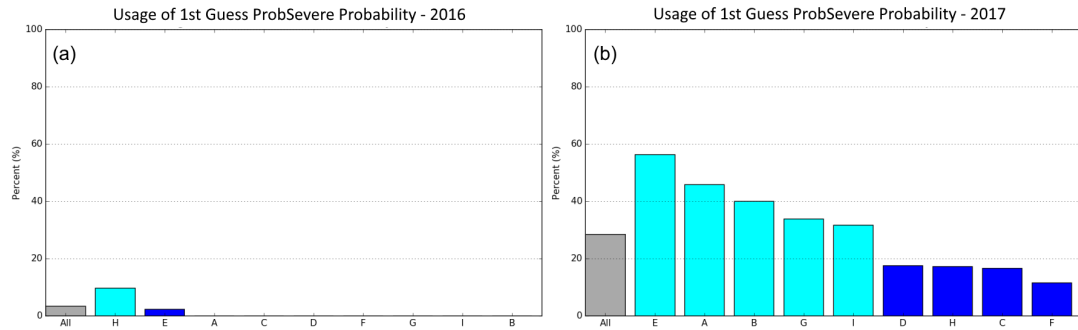 Usage of 1st Guess ProbSevere Probability - 2016
(a)
Percent (%)
100
80
60
40
20
0
All H E A C D F G I B
Usage of 1st Guess ProbSevere Probability - 2017
(b)
Percent (%)
100
80
60
40
20
0
All E A B G I D H C F